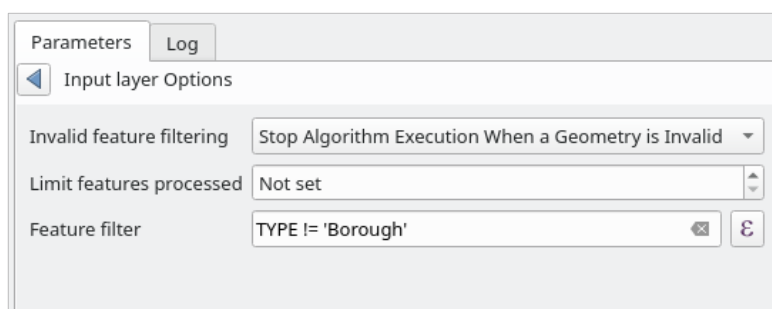 Parameters Log
Input layer Options
Invalid feature filtering Stop Algorithm Execution When a Geometry is Invalid
Limit features processed Not set
Feature filter TYPE != 'Borough' ε